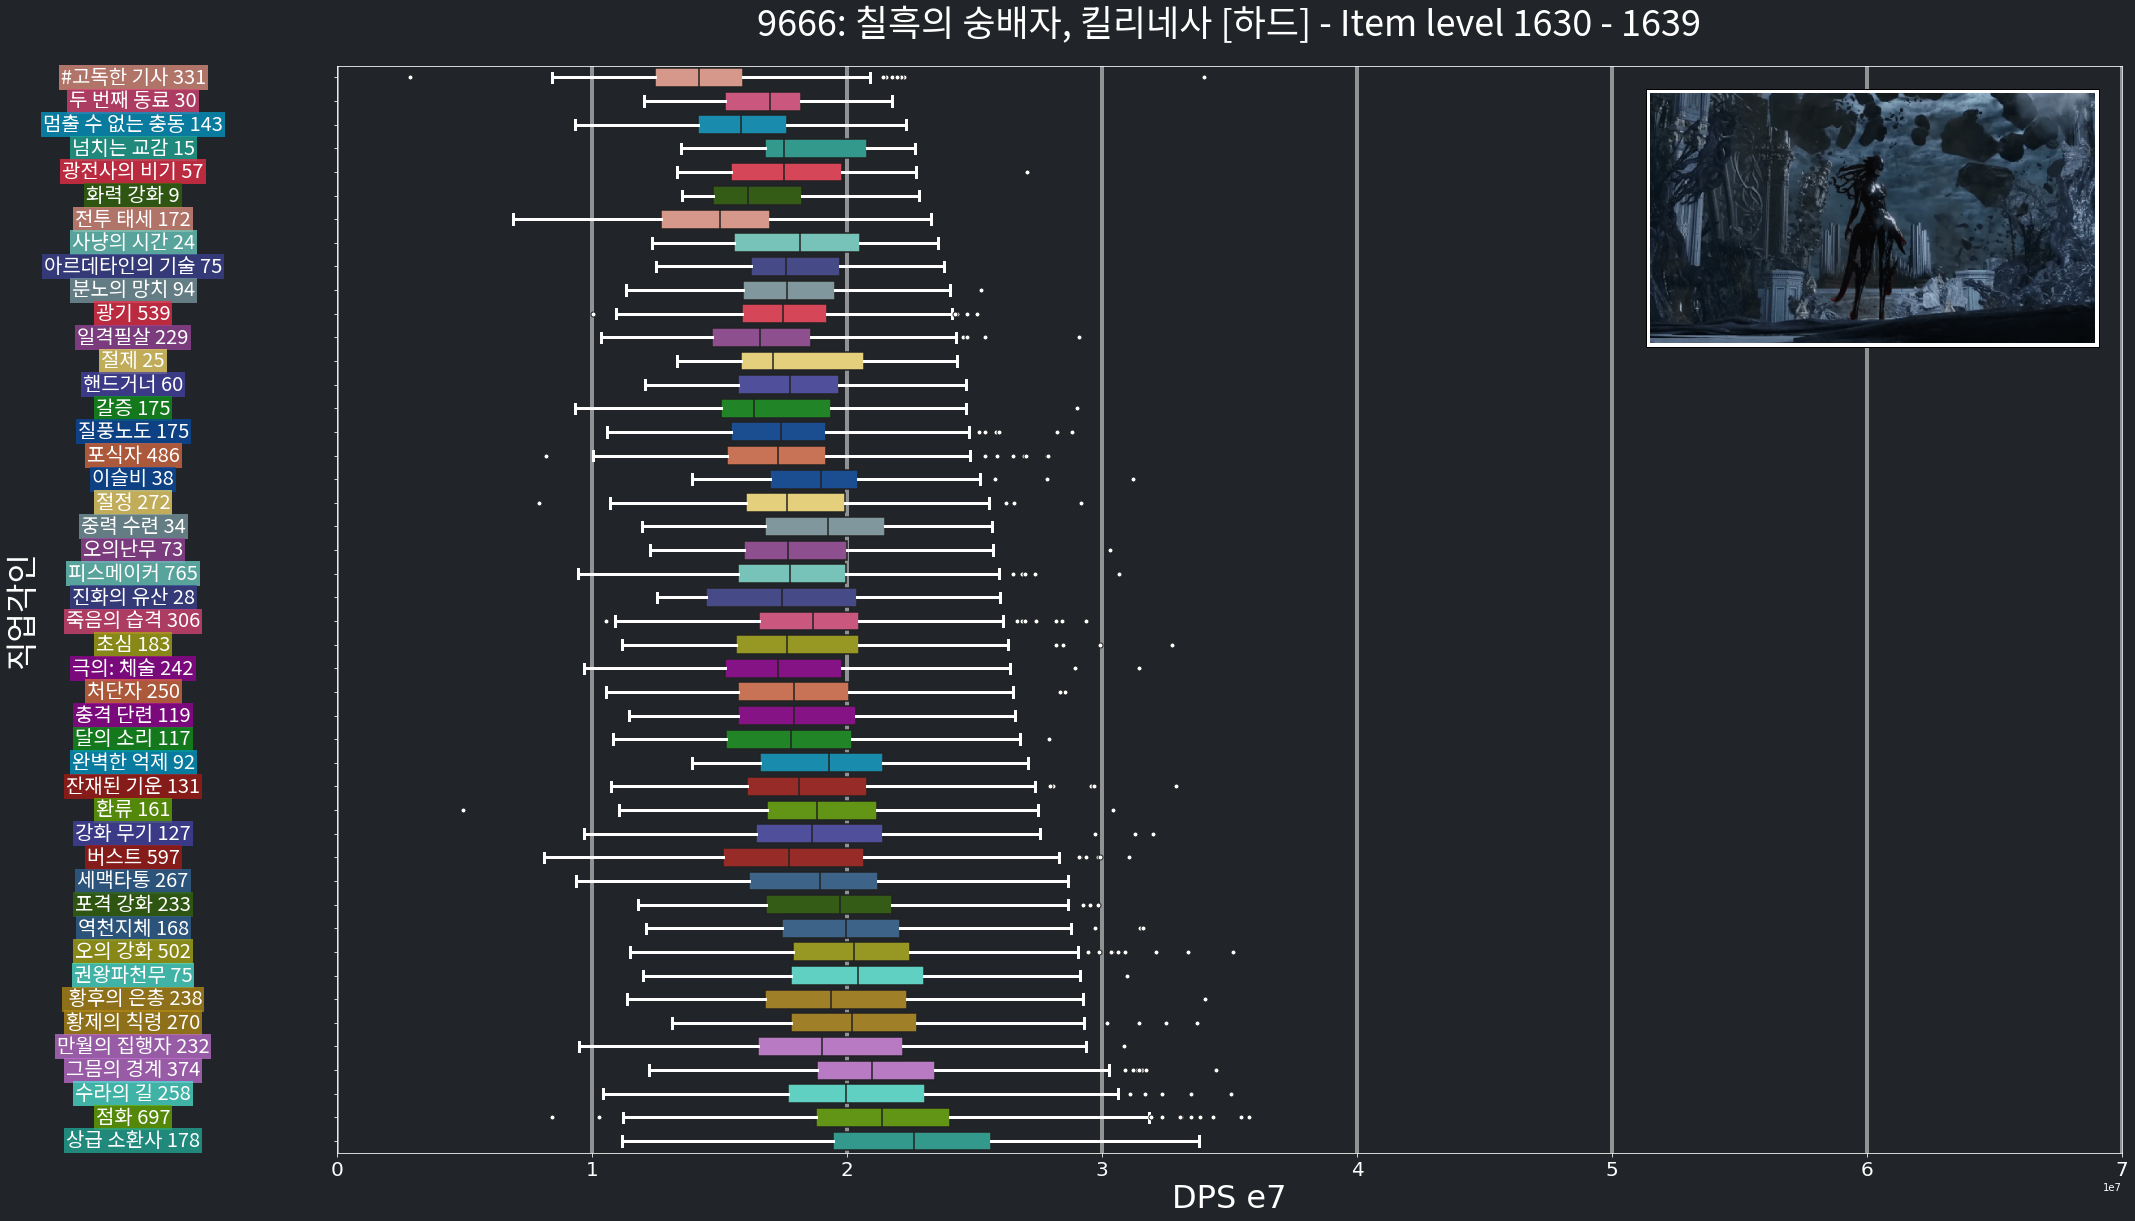 9666: 칠흑의 숭배자, 킬리네사 [하드] - Item level 1630 - 1639
#고독한 기사 331
두 번째 동료 30
멈출 수 없는 충동 143
넘치는 교감 15
광전사의 비기 57
화력 강화 9
전투 태세 172
사냥의 시간 24
아르데타인의 기술 75
분노의 망치 94
광기 539
일격필살 229
절제 25
핸드거너 60
갈증 175
질풍노도 175
포식자 486
이슬비 38
절정 272
중력 수련 34
오의난무 73
피스메이커 765
진화의 유산 28
죽음의 습격 306
초심 183
극의: 체술 242
처단자 250
충격 단련 119
달의 소리 117
완벽한 억제 92
잔재된 기운 131
환류 161
강화 무기 127
버스트 597
세맥타통 267
포격 강화 233
역천지체 168
오의 강화 502
권왕파천무 75
황후의 은총 238
황제의 칙령 270
만월의 집행자 232
그믐의 경계 374
수라의 길 258
점화 697
상급 소환사 178
직업각인
0 1 2 3 4 5 6 7
DPS e7
1e7